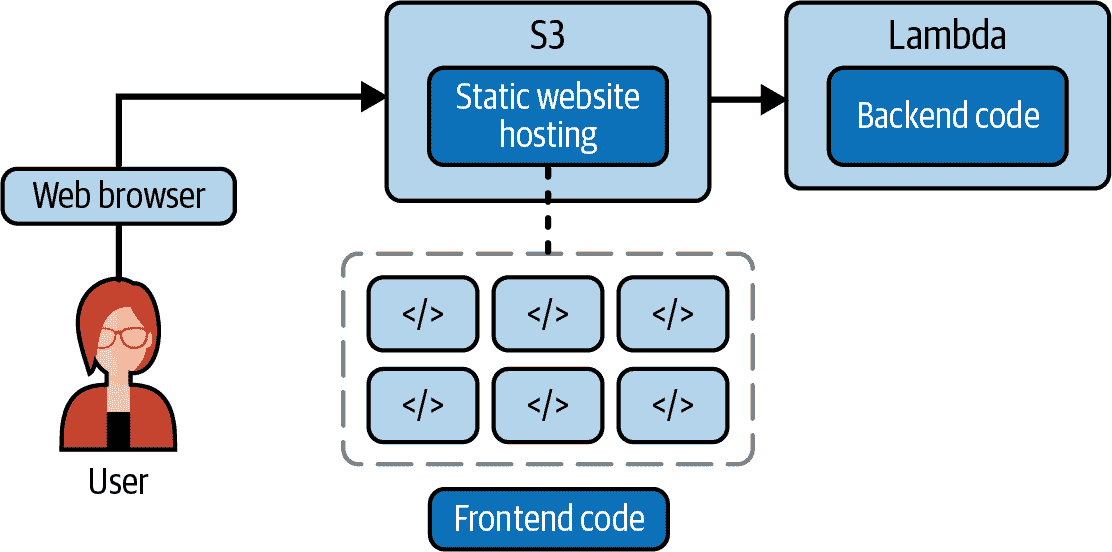 S3
Static website
hosting
Lambda
Backend code
Web browser
User
</>
</>
</>
</>
</>
</>
Frontend code